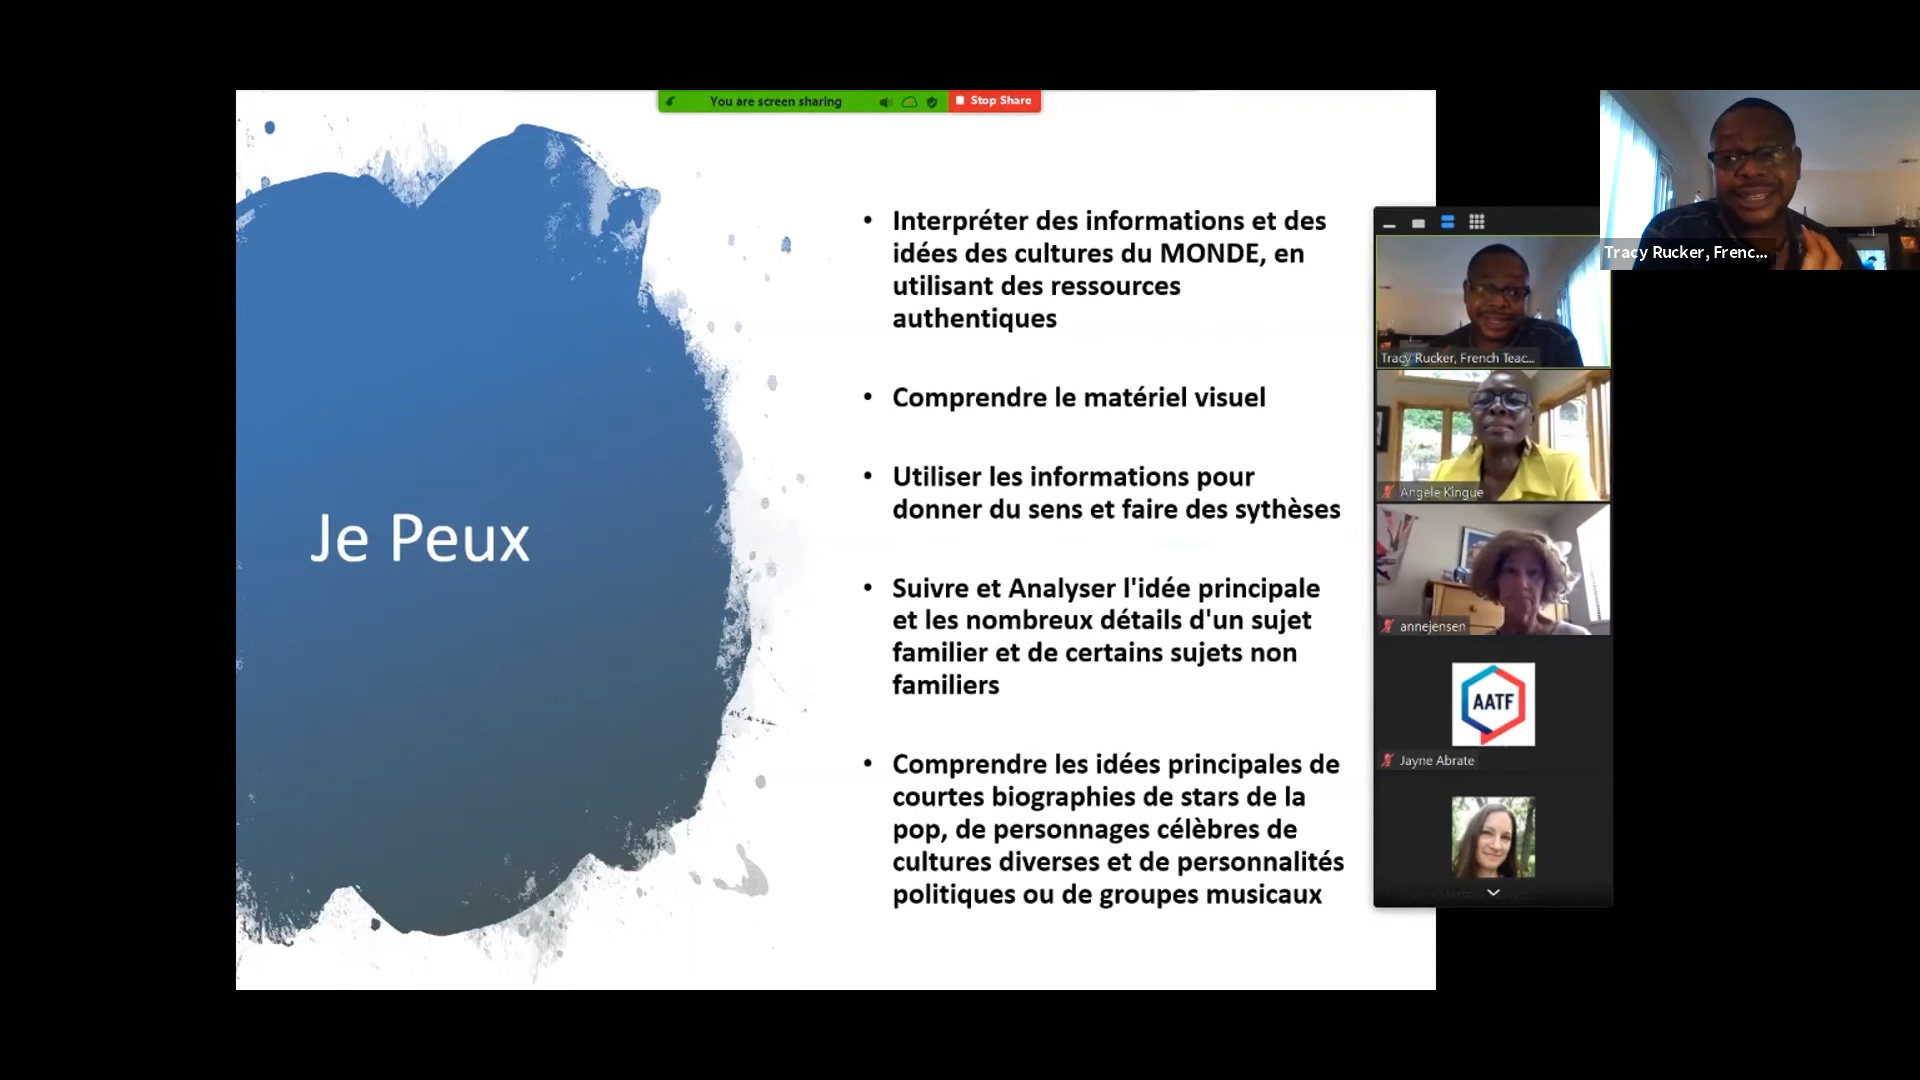 You are screen sharing
Stop Share
Je Peux
• Interpréter des informations et des
idées des cultures du MONDE, en
utilisant des ressources
authentiques
• Comprendre le matériel visuel
• Utiliser les informations pour
donner du sens et faire des sythèses
• Suivre et Analyser l'idée principale
et les nombreux détails d'un sujet
familier et de certains sujets non
familiers
• Comprendre les idées principales de
courtes biographies de stars de la
pop, de personnages célèbres de
cultures diverses et de personnalités
politiques ou de groupes musicaux
Tracy Rucker, French Teac...
Angele Kingue
annejensen
AATF
Jayne Abrate
Tracy Rucker, Frenc...